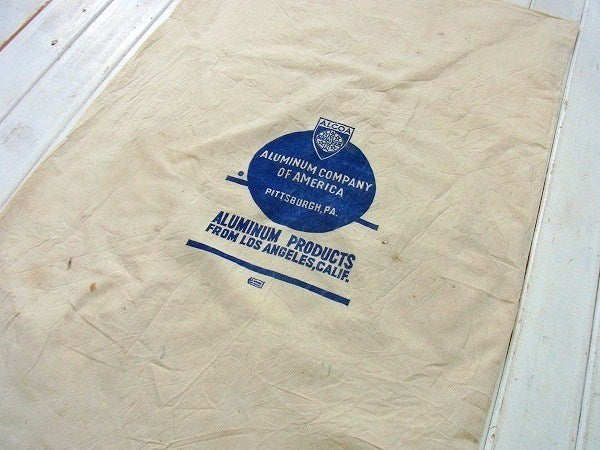 ALCOA
ALUMINUM COMPANY
OF AMERICA
PITTSBURGH, PA.
ALUMINUM PRODUCTS
FROM LOS ANGELES, CALIF.